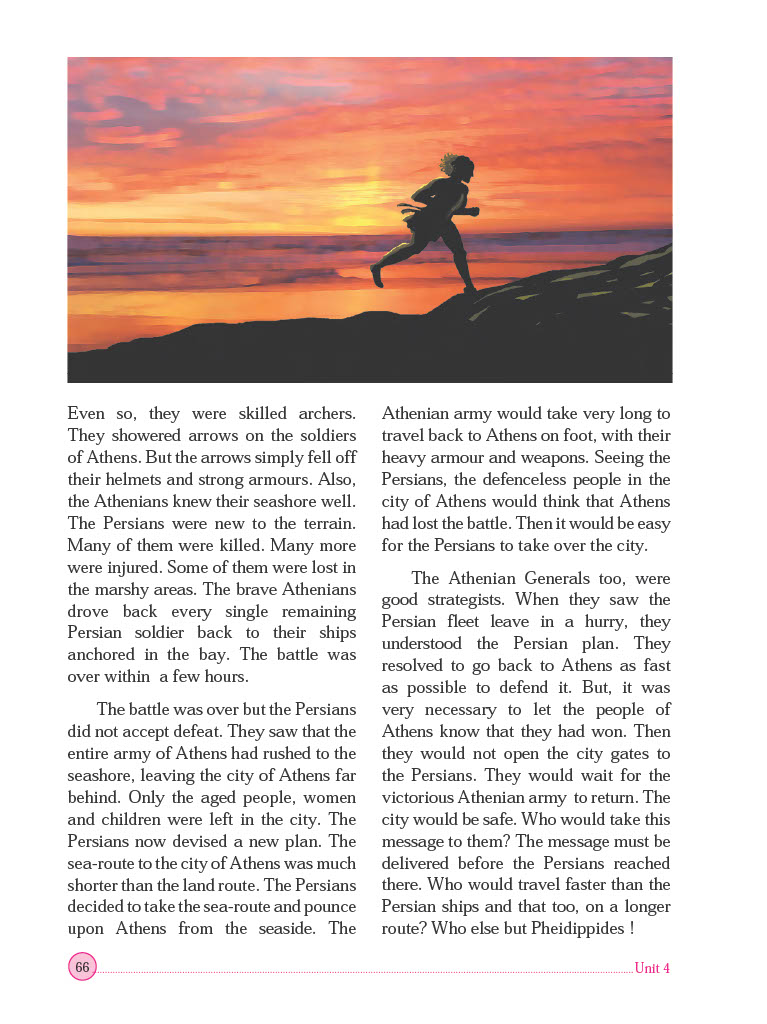 Even so, they were skilled archers.
They showered arrows on the soldiers
of Athens. But the arrows simply fell off
their helmets and strong armours. Also,
the Athenians knew their seashore well.
The Persians were new to the terrain.
Many of them were killed. Many more
were injured. Some of them were lost in
the marshy areas. The brave Athenians
drove back every single remaining
Persian soldier back to their ships
anchored in the bay. The battle was
over within a few hours.
The battle was over but the Persians
did not accept defeat. They saw that the
entire army of Athens had rushed to the
seashore, leaving the city of Athens far
behind. Only the aged people, women
and children were left in the city. The
Persians now devised a new plan. The
sea-route to the city of Athens was much
shorter than the land route. The Persians
decided to take the sea-route and pounce
upon Athens from the seaside. The
Athenian army would take very long to
travel back to Athens on foot, with their
heavy armour and weapons. Seeing the
Persians, the defenceless people in the
city of Athens would think that Athens
had lost the battle. Then it would be easy
for the Persians to take over the city.
The Athenian Generals too, were
good strategists. When they saw the
Persian fleet leave in a hurry, they
understood the Persian plan. They
resolved to go back to Athens as fast
as possible to defend it. But, it was
very necessary to let the people of
Athens know that they had won. Then
they would not open the city gates to
the Persians. They would wait for the
victorious Athenian army to return. The
city would be safe. Who would take this
message to them? The message must be
delivered before the Persians reached
there. Who would travel faster than the
Persian ships and that too, on a longer
route? Who else but Pheidippides !
66
Unit 4